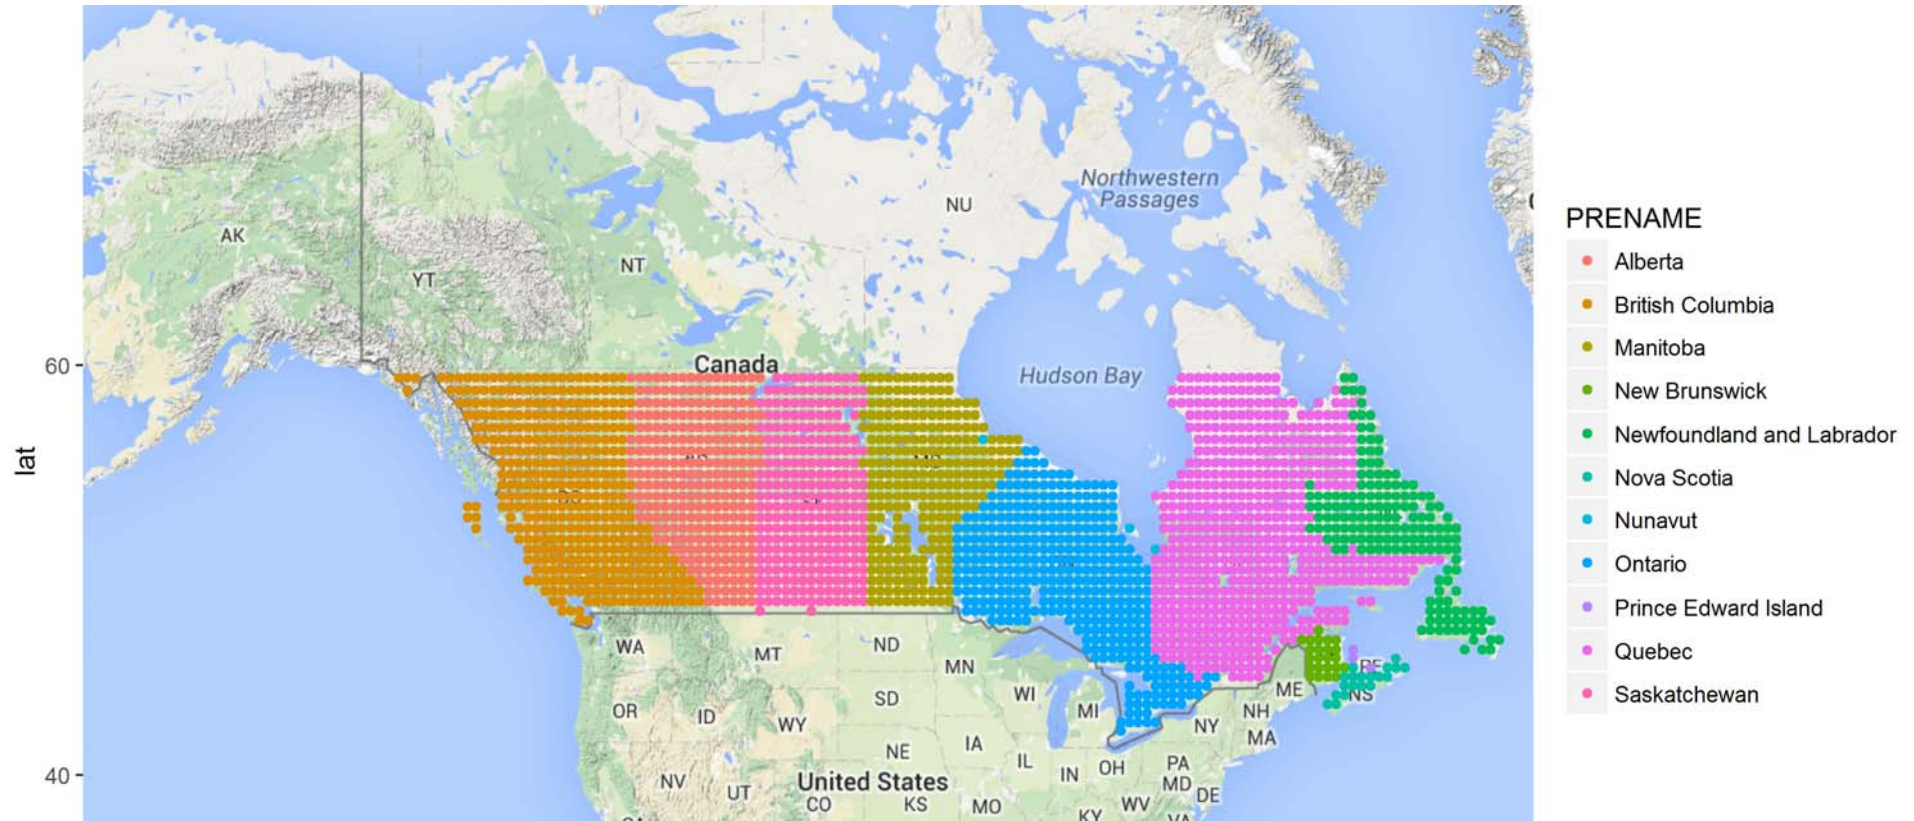 Northwestern
Passages
NU
AK
NT
YT
Canada
60
Hudson Bay
lat
WA
MT
ND
MN
PE
OR
ID
WY
SD
WI
MI
ME
NS
NY
NH
MA
NE
IA
IL
IN
OH
PA
MD
DE
40
NV
UT
United States
CO
KS
MO
KY
WV
VA
PRENAME
Alberta
British Columbia
Manitoba
New Brunswick
Newfoundland and Labrador
Nova Scotia
Nunavut
Ontario
Prince Edward Island
Quebec
Saskatchewan